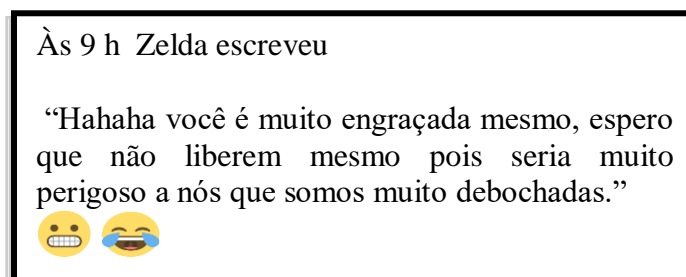 Às 9 h Zelda escreveu
“Hahaha você é muito engraçada mesmo, espero
que não liberem mesmo pois seria muito
perigoso a nós que somos muito debochadas.”
😬 😂